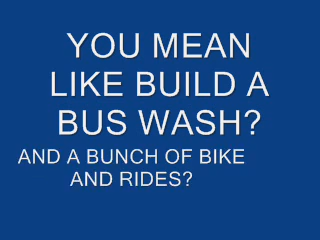 YOU MEAN
LIKE BUILD A
BUS WASH?
AND A BUNCH OF BIKE
AND RIDES?